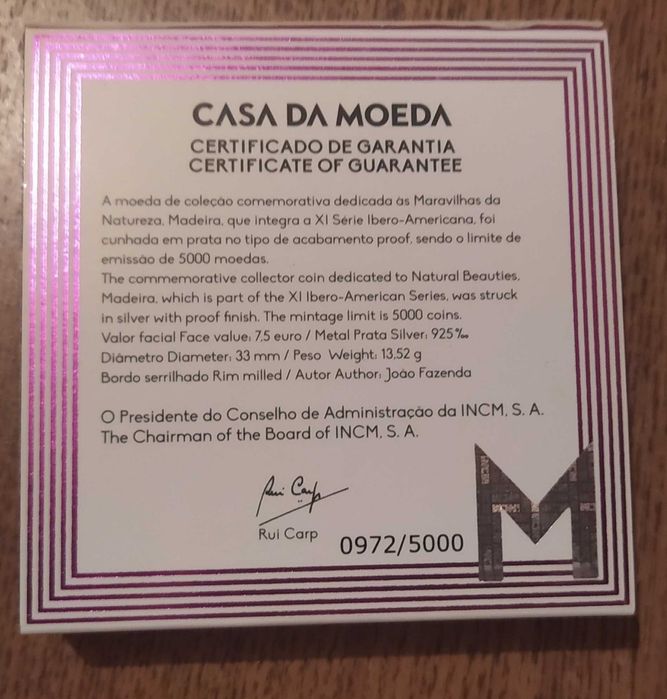 CASA DA MOEDA
CERTIFICADO DE GARANTIA
CERTIFICATE OF GUARANTEE
A moeda de coleção comemorativa dedicada às Maravilhas da
Natureza, Madeira, que integra a XI Série Ibero-Americana, foi
cunhada em prata no tipo de acabamento proof, sendo o limite de
emissão de 5000 moedas.
The commemorative collector coin dedicated to Natural Beauties,
Madeira, which is part of the XI Ibero-American Series, was struck
in silver with proof finish. The mintage limit is 5000 coins.
Valor facial Face value: 7,5 euro / Metal Prata Silver: 925‰
Diâmetro Diameter: 33 mm / Peso Weight: 13,52 g
Bordo serrilhado Rim milled / Autor Author: João Fazenda
O Presidente do Conselho de Administração da INCM, S. A.
The Chairman of the Board of INCM, S. A.
Rui Carp
Rui Carp
0972/5000
M